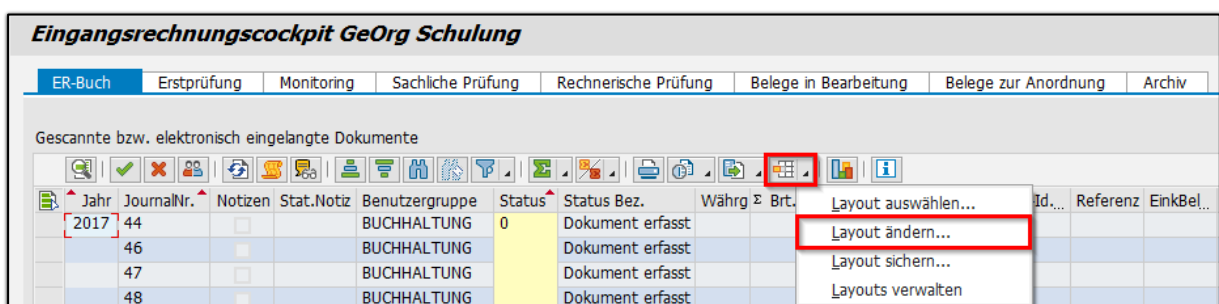 Eingangsrechnungscockpit GeOrg Schulung
ER-Buch Erstprüfung Monitoring Sachliche Prüfung Rechnerische Prüfung Belege in Bearbeitung Belege zur Anordnung Archiv
Gescannte bzw. elektronisch eingelangte Dokumente
Jahr JournalNr. Notizen Stat.Notiz Benutzergruppe Status Status Bez. Währg Σ Brt. Id... Referenz EinkBel...
2017 44 BUCHHALTUNG 0 Dokument erfasst
46 BUCHHALTUNG Dokument erfasst
47 BUCHHALTUNG Dokument erfasst
48 BUCHHALTUNG Dokument erfasst
Layout auswählen...
Layout ändern...
Layout sichern...
Layouts verwalten